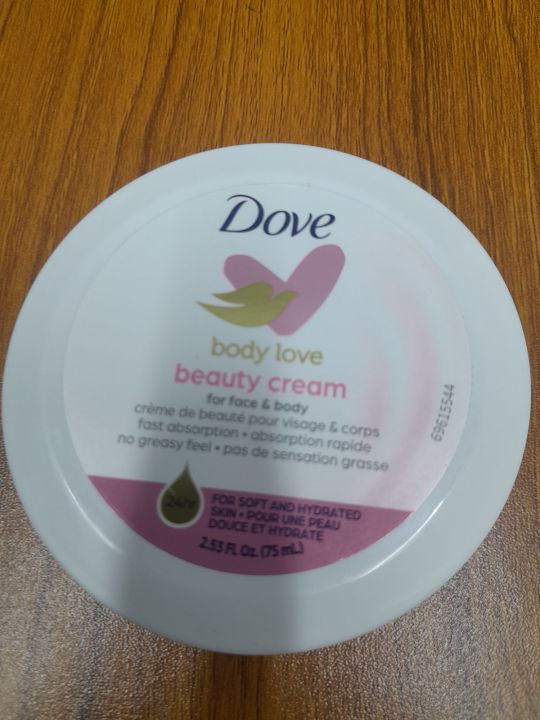 Dove
body love
beauty cream
for face & body
crème de beauté pour visage & corps
fast absorption • absorption rapide
no greasy feel • pas de sensation grasse
24hr
FOR SOFT AND HYDRATED
SKIN • POUR UNE PEAU
DOUCE ET HYDRATE
2.53 FL OZ. (75 mL)
69615544